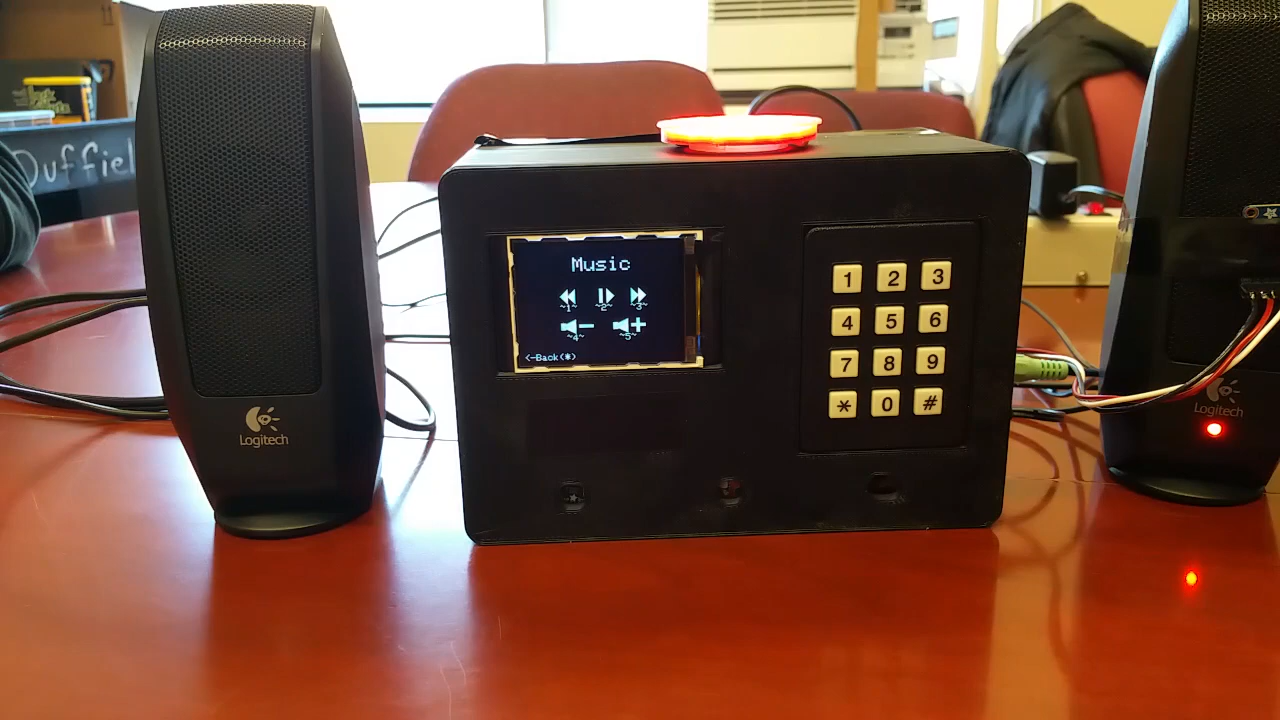 Duffiel
Music
~1~ ~2~ ~3~
~4~ ~5~
<-Back(*)
1 2 3
4 5 6
7 8 9
* 0 #
Logitech
Logitech